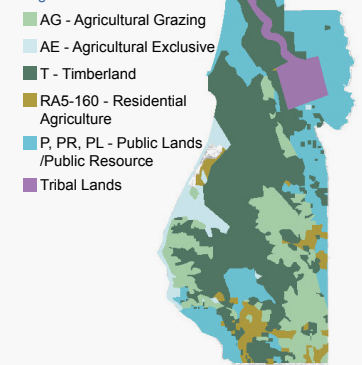 AG - Agricultural Grazing
AE - Agricultural Exclusive
T - Timberland
RA5-160 - Residential
Agriculture
P, PR, PL - Public Lands
/Public Resource
Tribal Lands